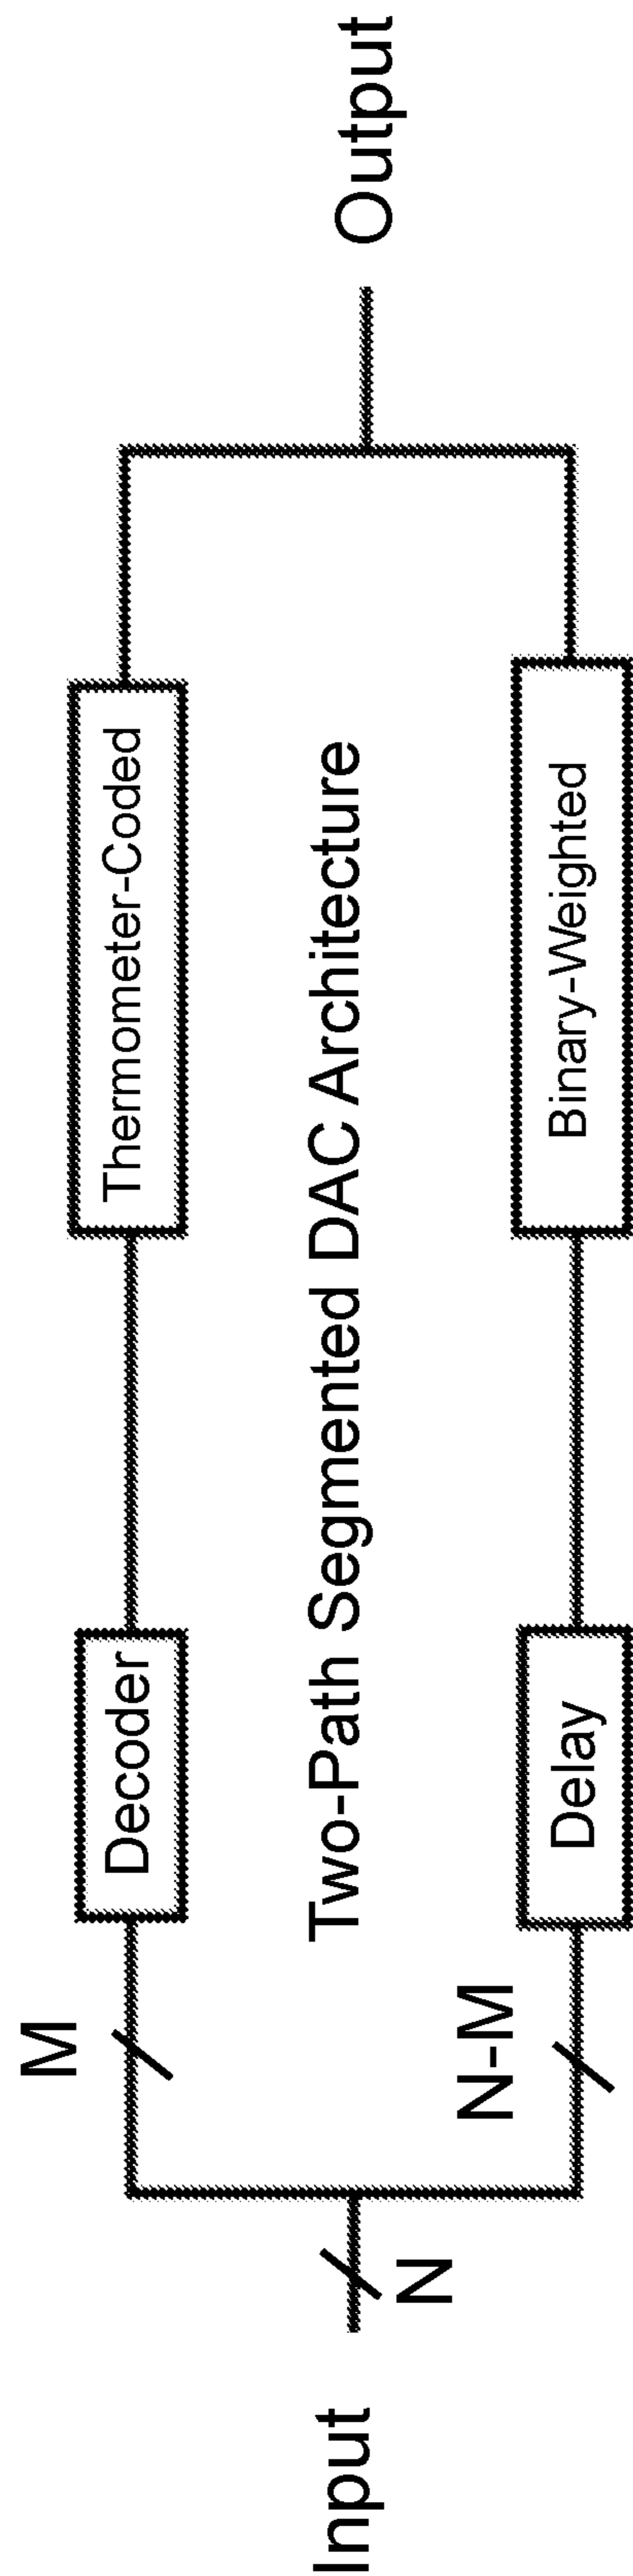 Input
N
M
Decoder
Thermometer-Coded
Two-Path Segmented DAC Architecture
N-M
Delay
Binary-Weighted
Output